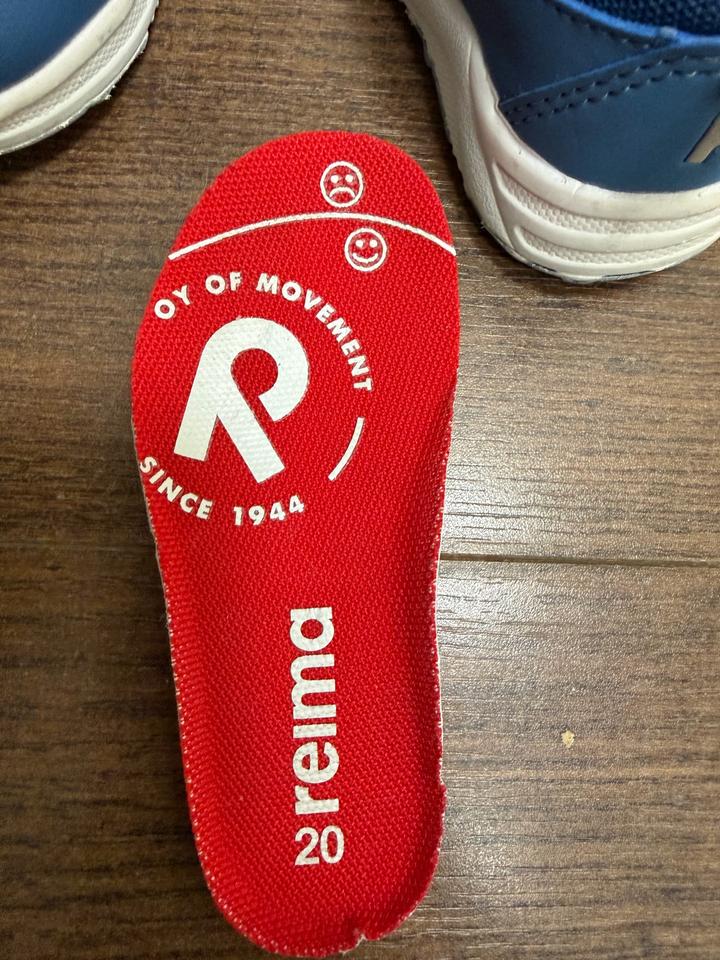 OY OF MOVEMENT
SINCE 1944
reima
20